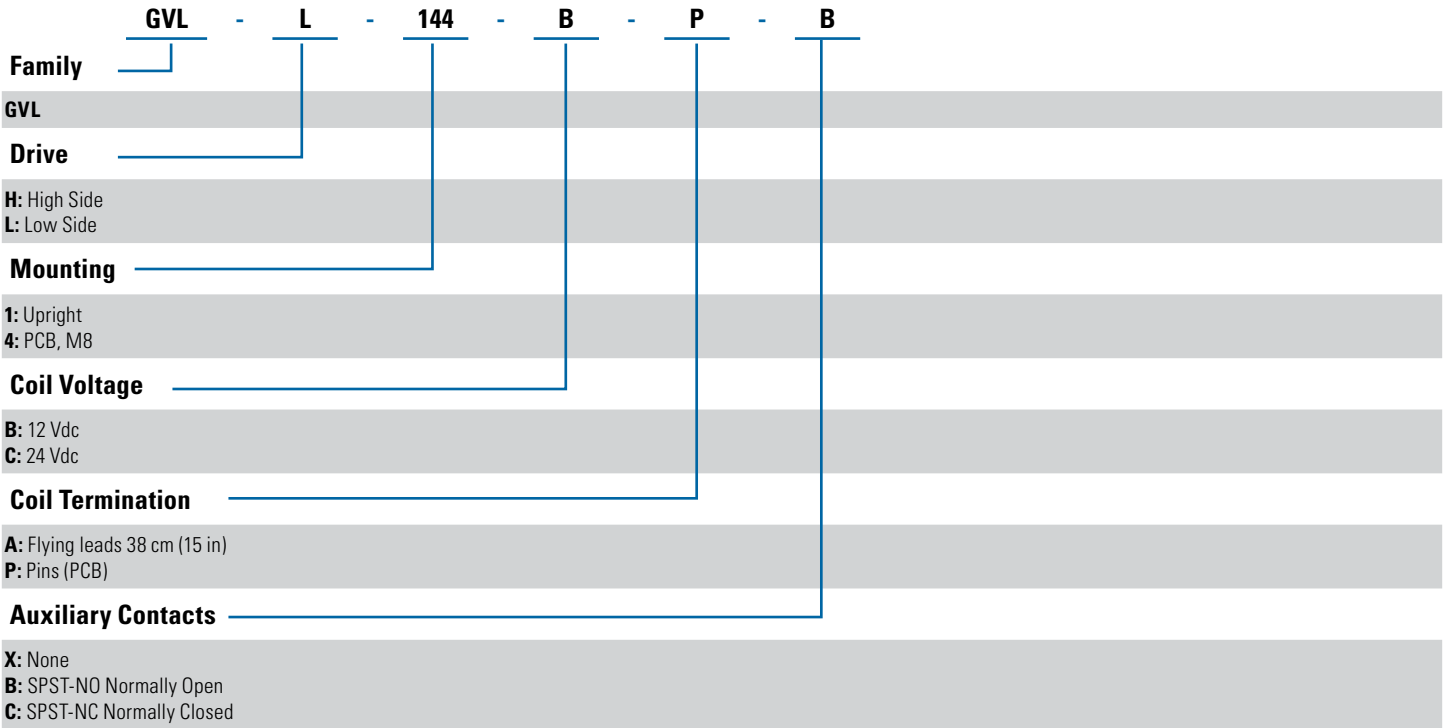 GVL - L - 144 - B - P - B
Family
GVL
Drive
H: High Side
L: Low Side
Mounting
1: Upright
4: PCB, M8
Coil Voltage
B: 12 Vdc
C: 24 Vdc
Coil Termination
A: Flying leads 38 cm (15 in)
P: Pins (PCB)
Auxiliary Contacts
X: None
B: SPST-NO Normally Open
C: SPST-NC Normally Closed